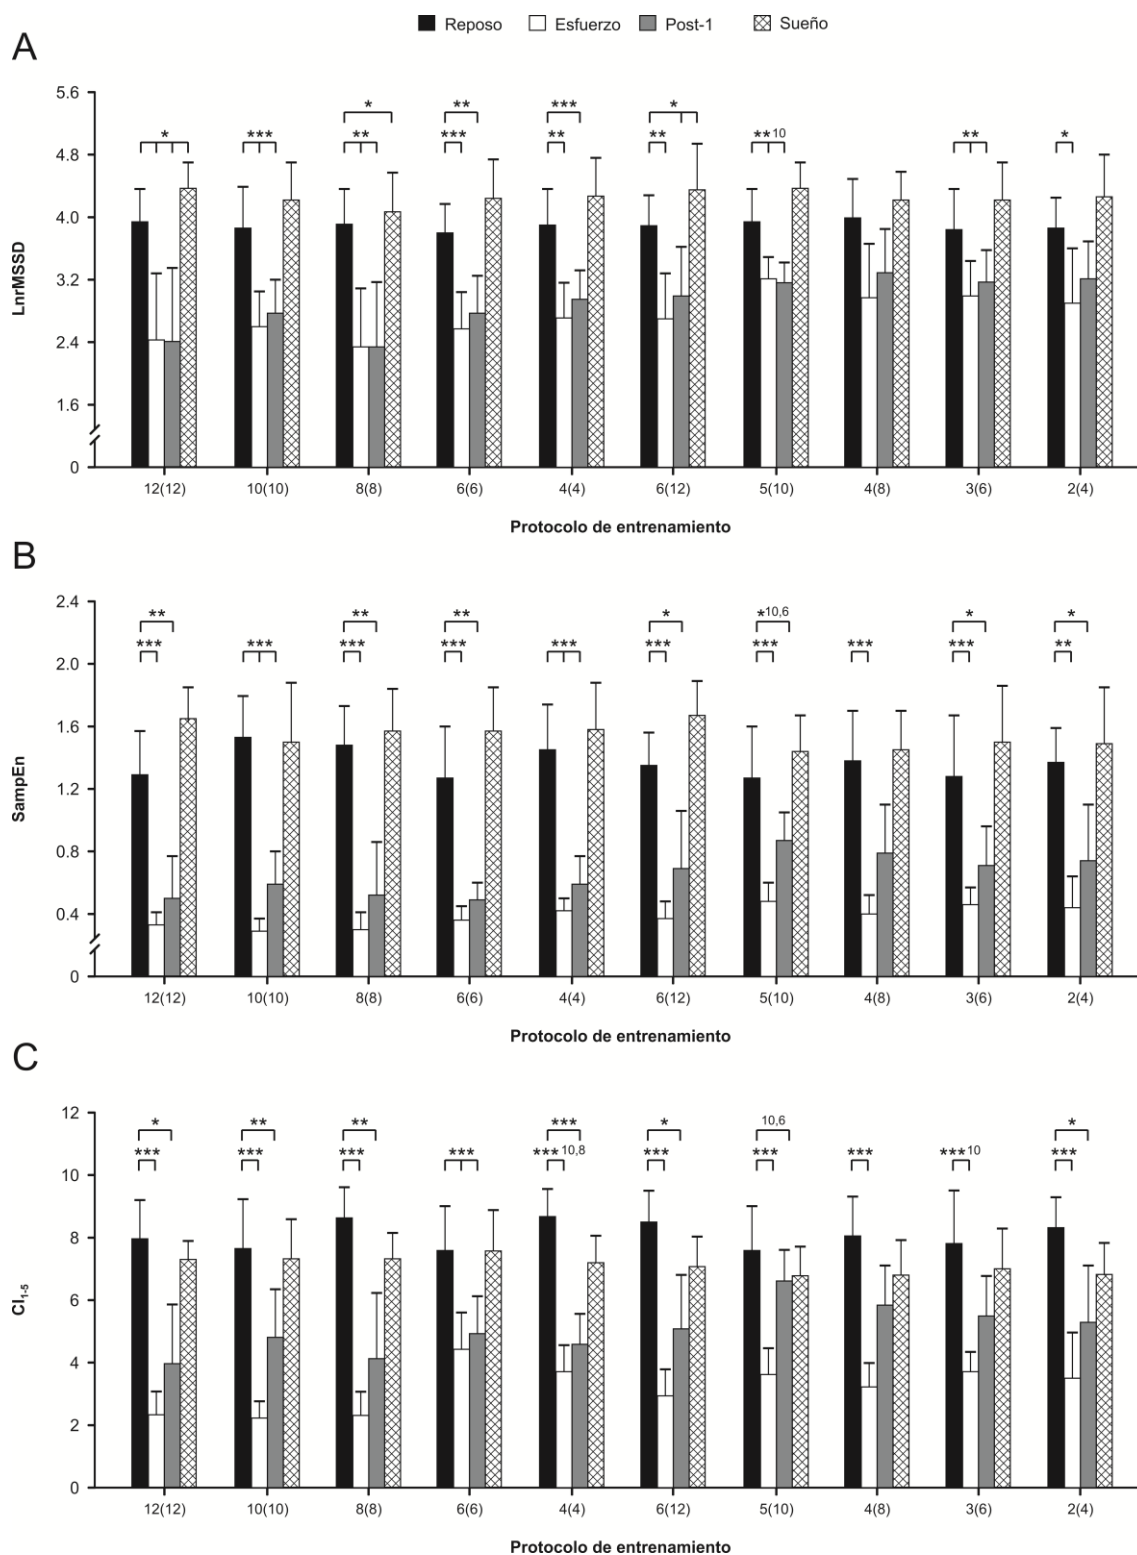 Reposo Esfuerzo Post-1 Sueño
A
5.6
* ** *** *
* *** ** *** ** ** **10 ** *
4.8
4.0
3.2
2.4
1.6
0
LnrMSSD
12(12) 10(10) 8(8) 6(6) 4(4) 6(12) 5(10) 4(8) 3(6) 2(4)
Protocolo de entrenamiento
B
2.4
** ** ** * *10,6 * *
*** *** *** *** *** *** *** *** *** **
2.0
1.6
1.2
0.8
0.4
0
SampEn
12(12) 10(10) 8(8) 6(6) 4(4) 6(12) 5(10) 4(8) 3(6) 2(4)
Protocolo de entrenamiento
C
12
* ** ** *** * 10,6 *
*** *** *** *** ***10,8 *** *** *** ***10 ***
10
8
6
4
2
0
CI1-5
12(12) 10(10) 8(8) 6(6) 4(4) 6(12) 5(10) 4(8) 3(6) 2(4)
Protocolo de entrenamiento